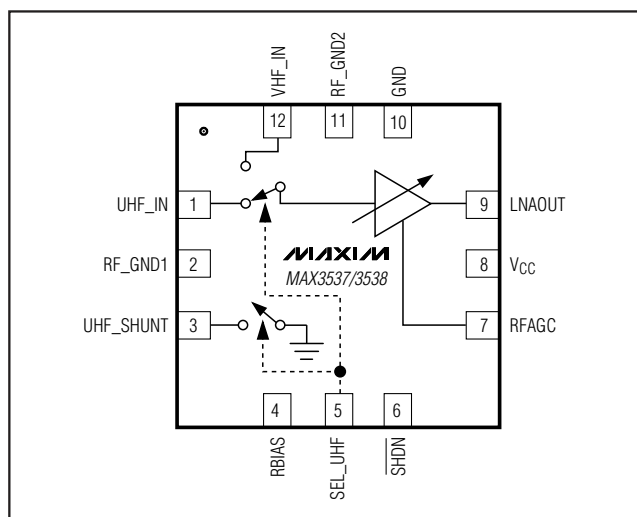 VHF_IN
RF_GND2
GND
12
11
10
UHF_IN 1
9 LNAOUT
MAXIM
RF_GND1 2
MAX3537/3538
8 VCC
UHF_SHUNT 3
7 RFAGC
4
5
6
RBIAS
SEL_UHF
SHDN